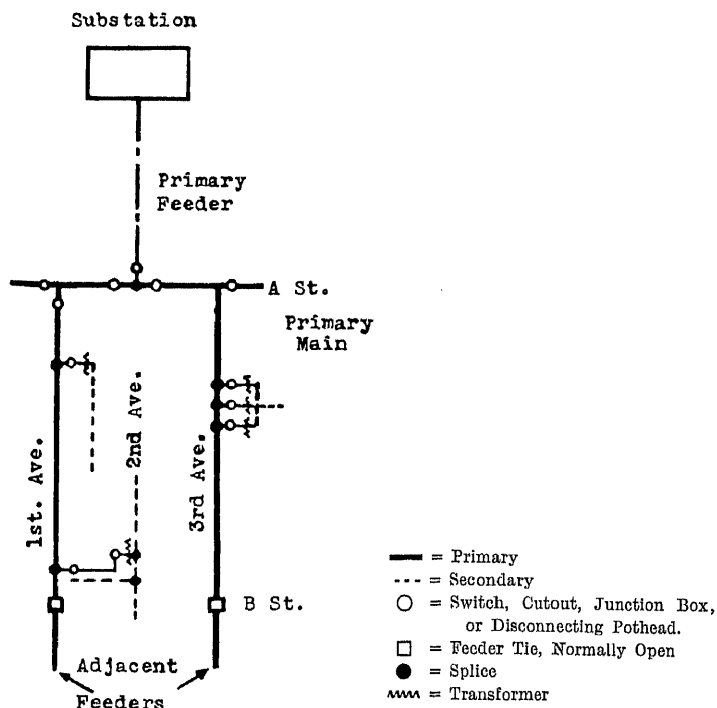 Substation
Primary
Feeder
A St.
Primary
Main
1st. Ave.
2nd Ave.
3rd Ave.
B St.
Adjacent
Feeders
= Primary
= Secondary
= Switch, Cutout, Junction Box,
or Disconnecting Pothead.
= Feeder Tie, Normally Open
= Splice
= Transformer